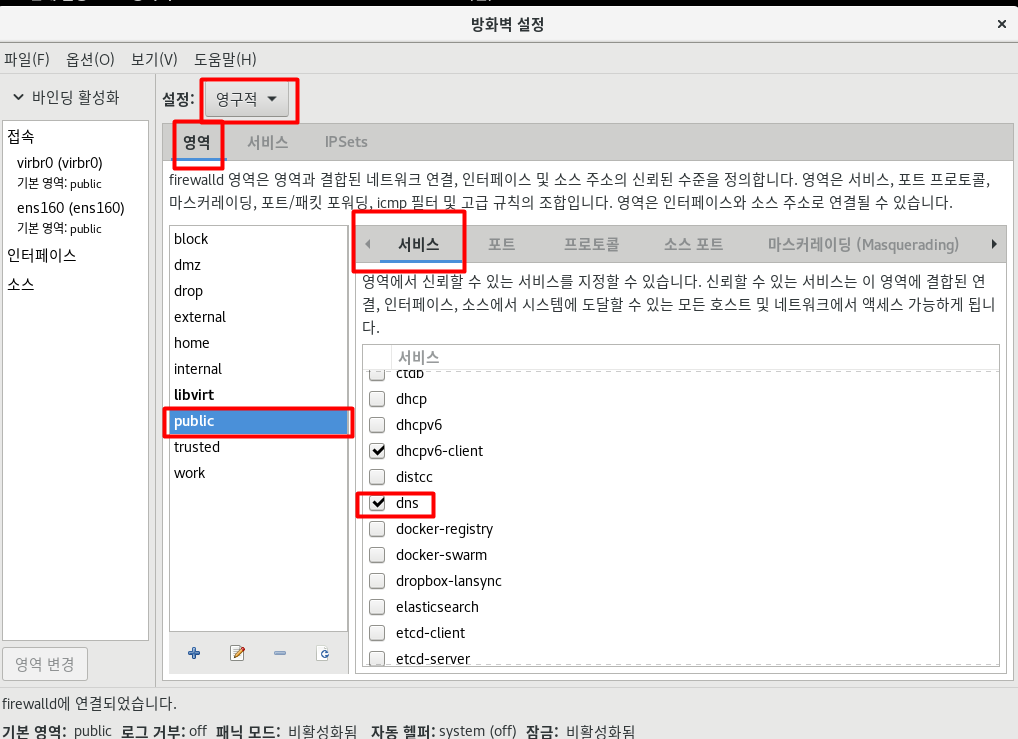 방화벽 설정
파일(F) 옵션(O) 보기(V) 도움말(H)
바인딩 활성화
접속
virbr0 (virbr0)
기본 영역: public
ens160 (ens160)
기본 영역: public
인터페이스
소스
영역 변경
설정: 영구적
영역 서비스 IPSets
firewalld 영역은 영역과 결합된 네트워크 연결, 인터페이스 및 소스 주소의 신뢰된 수준을 정의합니다. 영역은 서비스, 포트 프로토콜,
마스커레이딩, 포트/패킷 포워딩, icmp 필터 및 고급 규칙의 조합입니다. 영역은 인터페이스와 소스 주소로 연결될 수 있습니다.
block
dmz
drop
external
home
internal
libvirt
public
trusted
work
서비스 포트 프로토콜 소스 포트 마스커레이딩 (Masquerading)
영역에서 신뢰할 수 있는 서비스를 지정할 수 있습니다. 신뢰할 수 있는 서비스는 이 영역에 결합된 연
결, 인터페이스, 소스에서 시스템에 도달할 수 있는 모든 호스트 및 네트워크에서 액세스 가능하게 됩니
다.
서비스
ctdb
dhcp
dhcpv6
dhcpv6-client
distcc
dns
docker-registry
docker-swarm
dropbox-lansync
elasticsearch
etcd-client
etcd-server
firewalld에 연결되었습니다.
기본 영역: public 로그 거부: off 패닉 모드: 비활성화됨 자동 헬퍼: system (off) 잠금: 비활성화됨